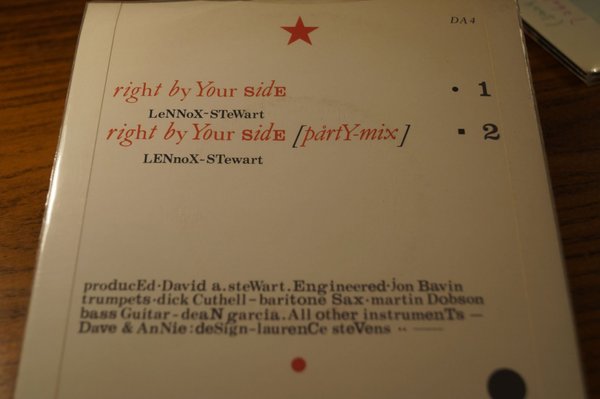 DA4
right by Your sidE • 1
LeNNoX-STeWart
right by Your sidE [pårtY-mix] ▪ 2
LENnoX-STewart
producEd·David a.steWart.Engineered·jon Bavin
trumpets·dick Cuthell-baritone Sax·martin Dobson
bass Guitar-deaN garcia.All other instrumenTs —
Dave & AnNie:deSign-laurenCe steVens